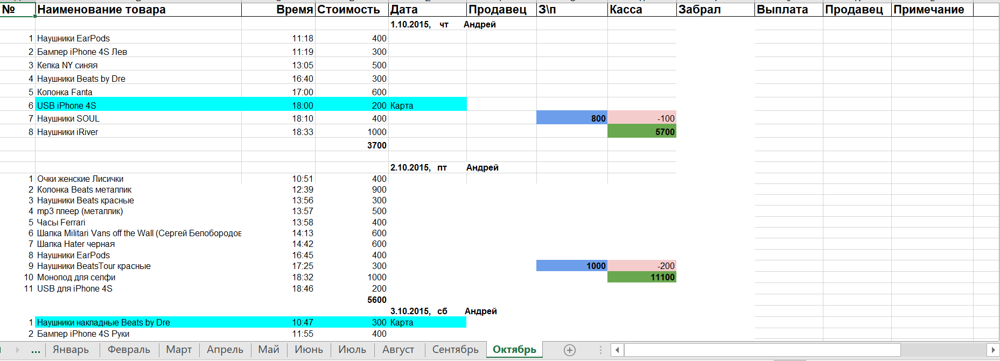 № Наименование товара Время Стоимость Дата Продавец З\п Касса Забрал Выплата Продавец Примечание
1.10.2015, чт Андрей
1 Наушники EarPods 11:18 400
2 Бампер iPhone 4S Лев 11:19 300
3 Кепка NY синяя 13:05 500
4 Наушники Beats by Dre 16:40 300
5 Колонка Fanta 17:00 600
6 USB iPhone 4S 18:00 200 Карта
7 Наушники SOUL 18:10 400 800 -100
8 Наушники iRiver 18:33 1000 5700
3700
2.10.2015, пт Андрей
1 Очки женские Лисички 10:51 400
2 Колонка Beats металлик 12:39 900
3 Наушники Beats красные 13:56 300
4 mp3 плеер (металлик) 13:57 500
5 Часы Ferrari 13:58 400
6 Шапка Militari Vans off the Wall (Сергей Белобородов 14:13 600
7 Шапка Hater черная 14:42 600
8 Наушники EarPods 16:45 400
9 Наушники BeatsTour красные 17:25 300 1000 -200
10 Монопод для селфи 18:32 1000 11100
11 USB для iPhone 4S 18:46 200
5600
3.10.2015, сб Андрей
1 Наушники накладные Beats by Dre 10:47 300 Карта
2 Бампер iPhone 4S Руки 11:55 400
... Январь Февраль Март Апрель Май Июнь Июль Август Сентябрь Октябрь